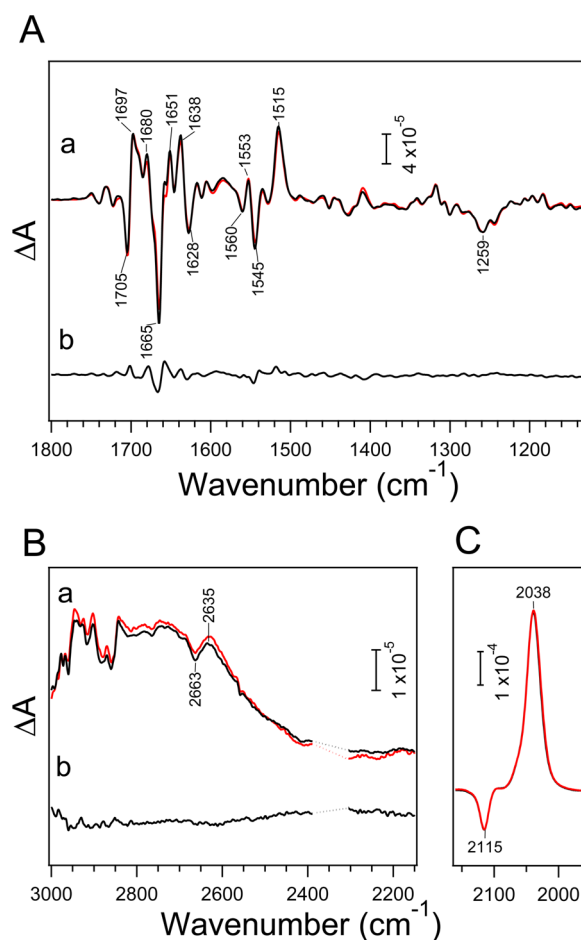 A
1697
1680
1651
1638
1553
1515
4 x10⁻⁵
a
ΔA
1705
1665
1628
1560
1545
1259
b
1800 1700 1600 1500 1400 1300 1200
Wavenumber (cm⁻¹)
B
a
2635
2663
1 x10⁻⁵
ΔA
b
3000 2800 2600 2400 2200
Wavenumber (cm⁻¹)
C
2038
1 x10⁻⁴
2115
2100 2000